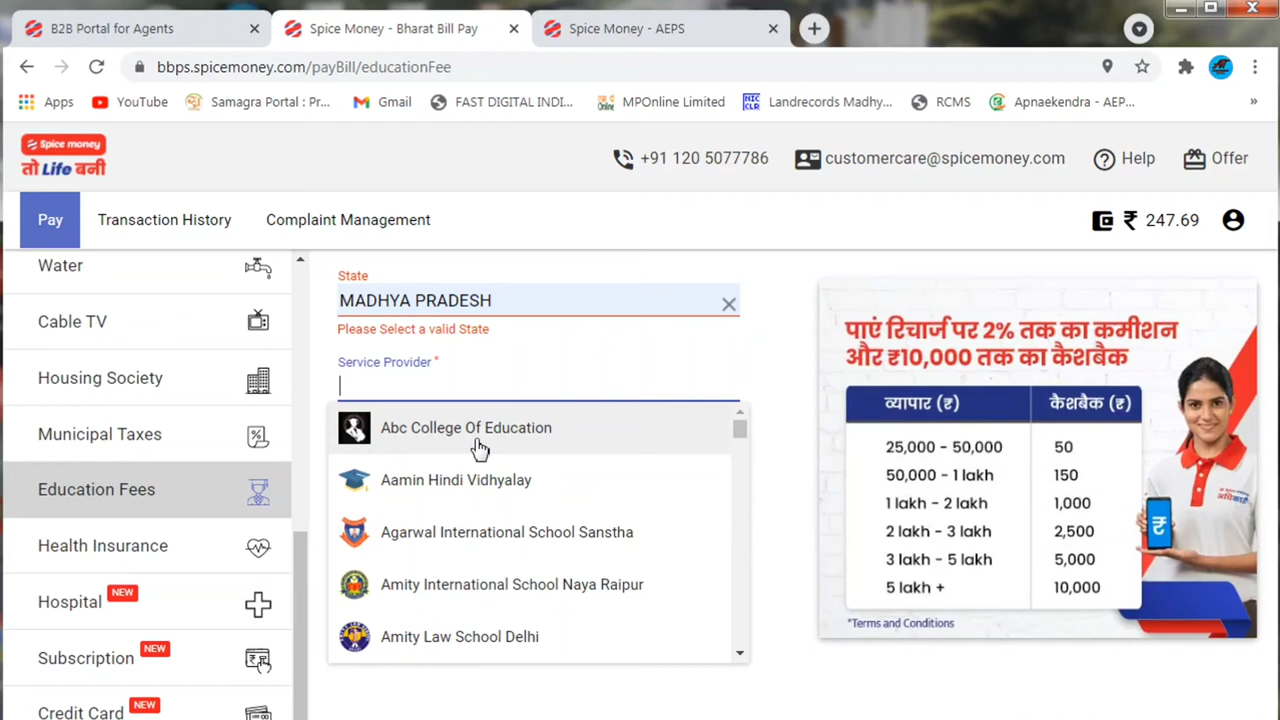 B2B Portal for Agents
Spice Money - Bharat Bill Pay
Spice Money - AEPS
bbps.spicemoney.com/payBill/educationFee
Apps
YouTube
Samagra Portal : Pr...
Gmail
FAST DIGITAL INDI...
MPOnline Limited
Landrecords Madhy...
RCMS
Apnaekendra - AEP...
Spice money
तो Life बनी
+91 120 5077786
customercare@spicemoney.com
Help
Offer
Pay
Transaction History
Complaint Management
₹ 247.69
Water
Cable TV
Housing Society
Municipal Taxes
Education Fees
Health Insurance
Hospital NEW
Subscription NEW
Credit Card NEW
State
MADHYA PRADESH
Please Select a valid State
Service Provider *
Abc College Of Education
Aamin Hindi Vidhyalay
Agarwal International School Sanstha
Amity International School Naya Raipur
Amity Law School Delhi
पाएं रिचार्ज पर 2% तक का कमीशन
और ₹10,000 तक का कैशबैक
व्यापार (₹) कैशबैक (₹)
25,000 - 50,000 50
50,000 - 1 lakh 150
1 lakh - 2 lakh 1,000
2 lakh - 3 lakh 2,500
3 lakh - 5 lakh 5,000
5 lakh + 10,000
*Terms and Conditions